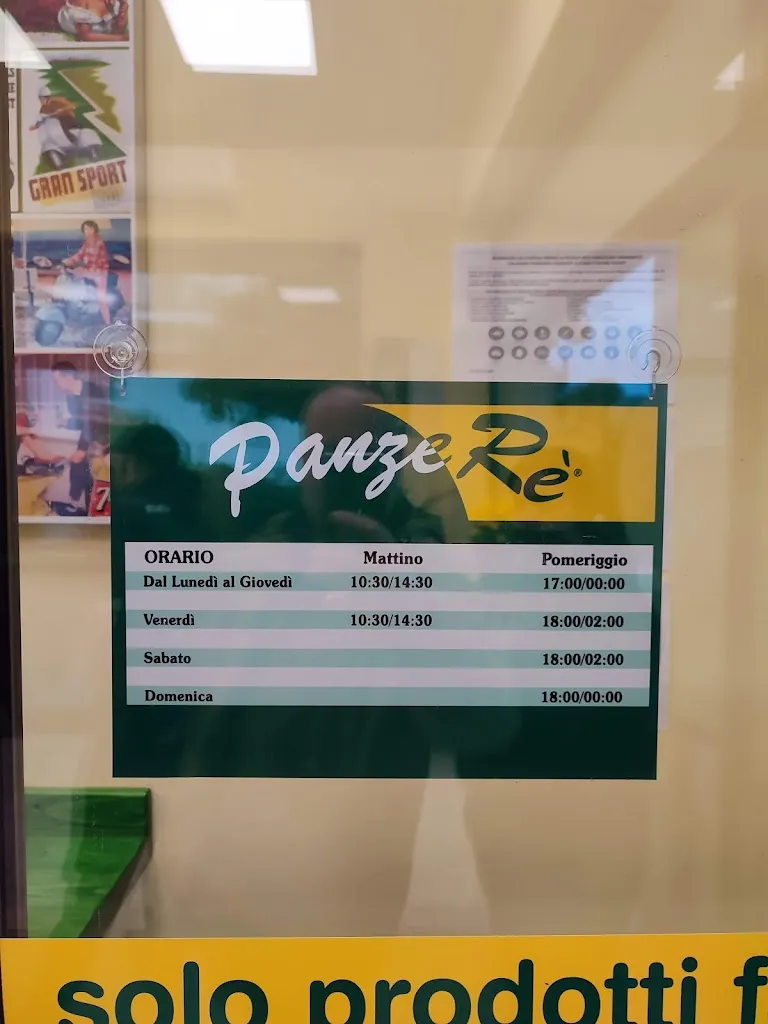 GRAN SPORT
PanzeRè®
ORARIO Mattino Pomeriggio
Dal Lunedì al Giovedì 10:30/14:30 17:00/00:00
Venerdì 10:30/14:30 18:00/02:00
Sabato 18:00/02:00
Domenica 18:00/00:00
solo prodotti f